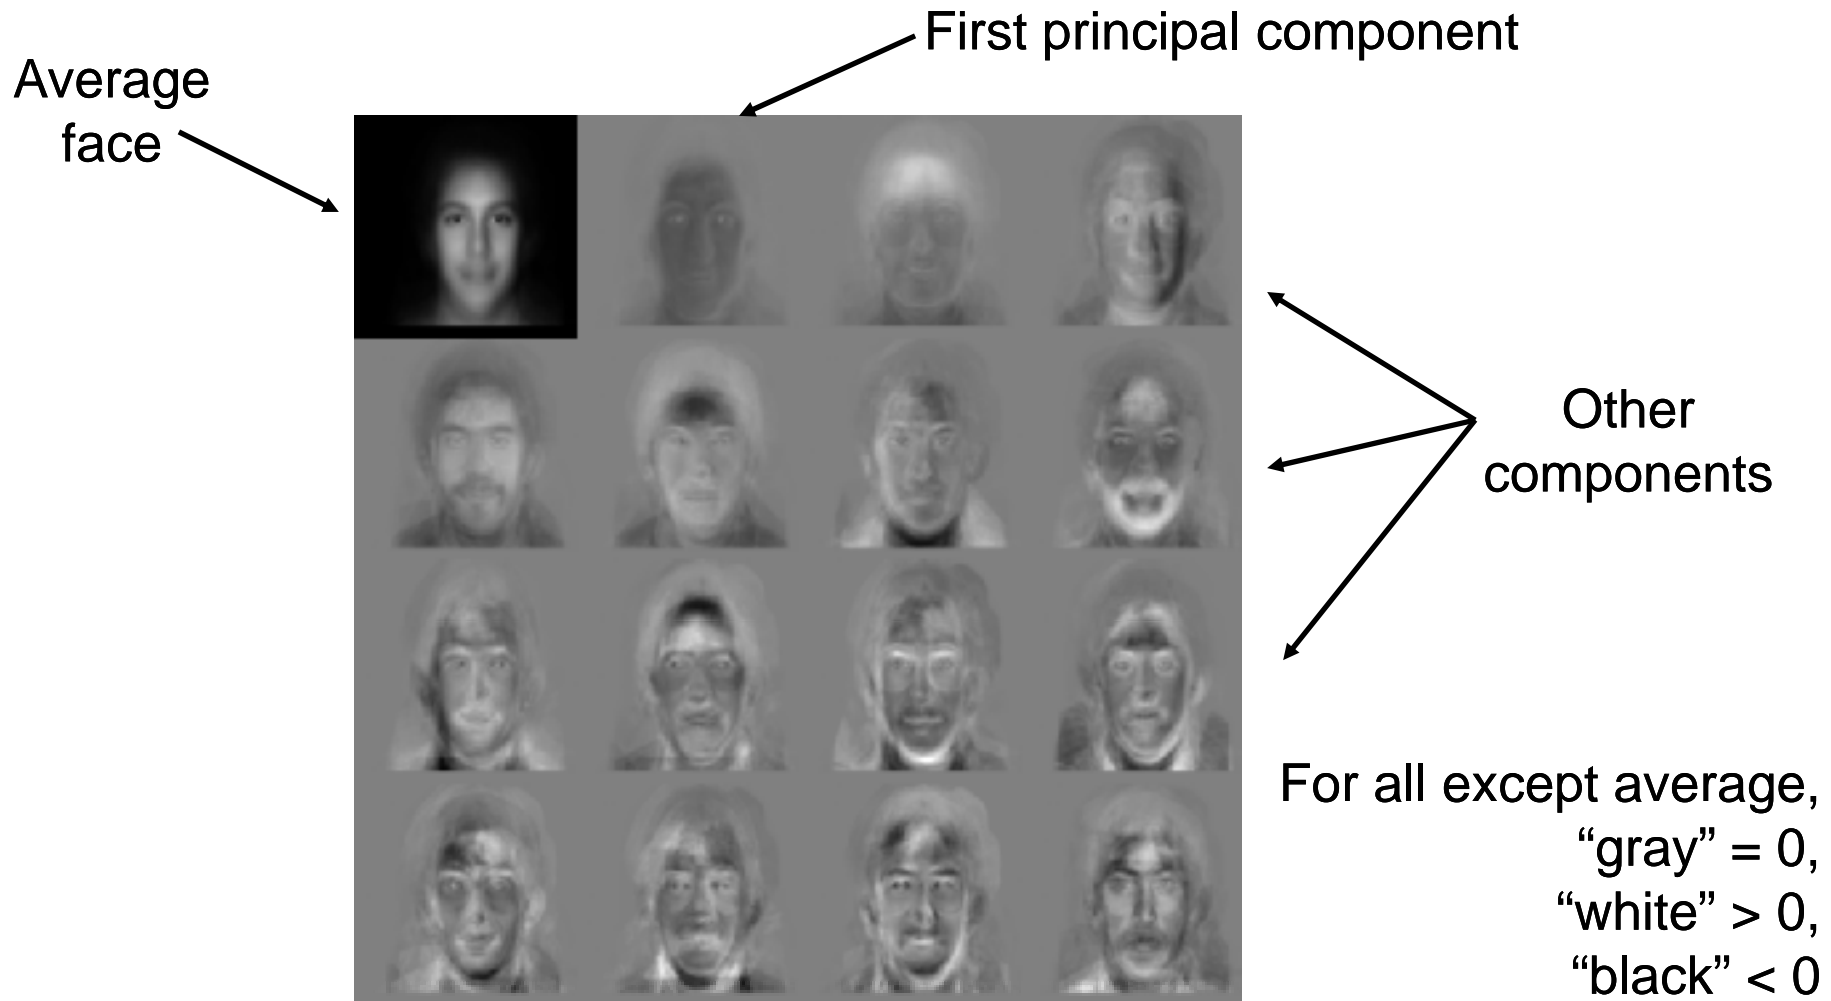 First principal component
Average
face
Other
components
For all except average,
“gray” = 0,
“white” > 0,
“black” < 0